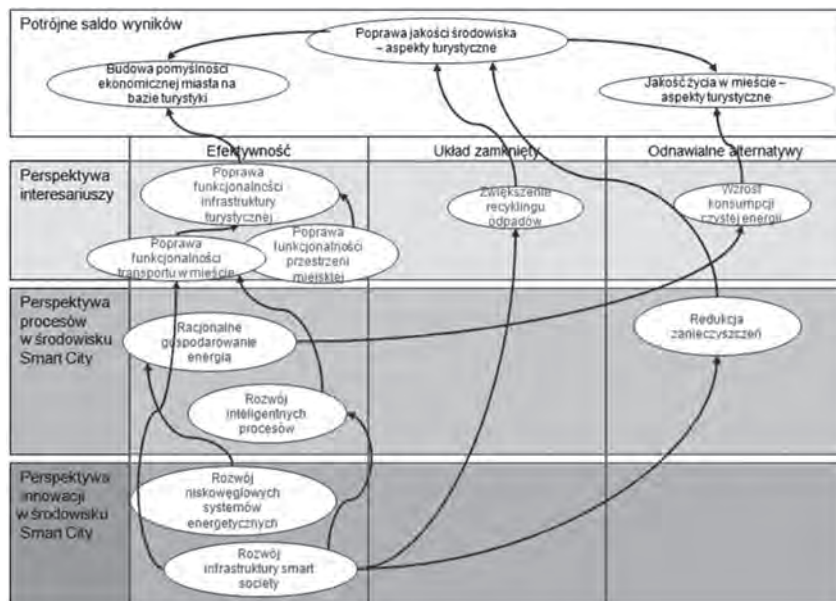 Potrójne saldo wyników
Poprawa jakości środowiska
– aspekty turystyczne
Budowa pomyślności
ekonomicznej miasta na
bazie turystyki
Jakość życia w mieście –
aspekty turystyczne
Efektywność
Układ zamknięty
Odnawialne alternatywy
Perspektywa
interesariuszy
Poprawa
funkcjonalności
infrastruktury
turystycznej
Zwiększenie
recyklingu
odpadów
Wzrost
konsumpcji
czystej energii
Poprawa
funkcjonalności
transportu w mieście
Poprawa
funkcjonalności
przestrzeni
miejskiej
Perspektywa
procesów
w środowisku
Smart City
Racjonalne
gospodarowanie
energią
Redukcja
zanieczyszczeń
Rozwój
inteligentnych
procesów
Perspektywa
innowacji
w środowisku
Smart City
Rozwój
niskowęglowych
systemów
energetycznych
Rozwój
infrastruktury smart
society